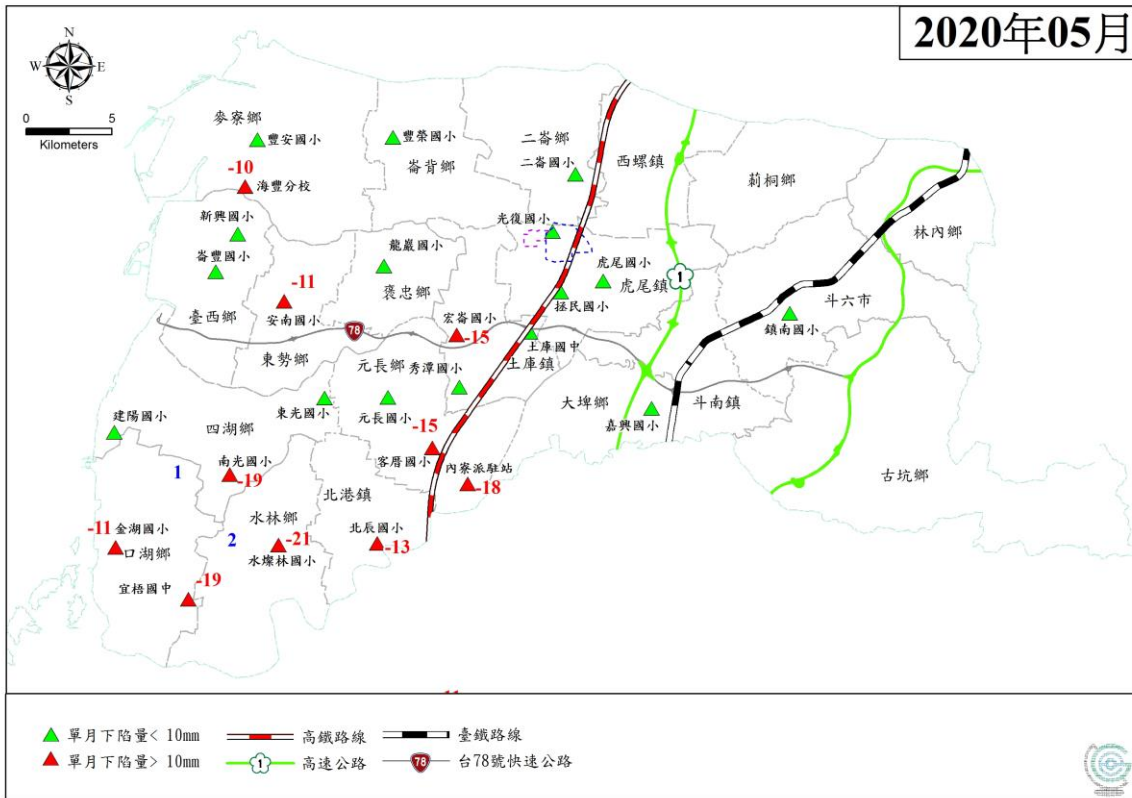 2020年05月
N
W
E
S
0
5
Kilometers
麥寮鄉
豐安國小
豐榮國小
崙背鄉
二崙鄉
二崙國小
西螺鎮
莿桐鄉
林內鄉
-10
海豐分校
新興國小
崙豐國小
光復國小
龍巖國小
褒忠鄉
虎尾國小
虎尾鎮
拯民國小
1
斗六市
鎮南國小
-11
安南國小
臺西鄉
78
東勢鄉
宏崙國小
-15
土庫國中
土庫鎮
元長鄉
秀潭國小
大埤鄉
斗南鎮
嘉興國小
東光國小
元長國小
建陽國小
四湖鄉
-15
客厝國小
內寮派駐站
-18
古坑鄉
1
南光國小
-19
北港鎮
水林鄉
2
-21
水燦林國小
北辰國小
-13
-11
金湖國小
口湖鄉
宜梧國中
-19
單月下陷量< 10mm
高鐵路線
臺鐵路線
單月下陷量> 10mm
1
高速公路
78
台78號快速公路